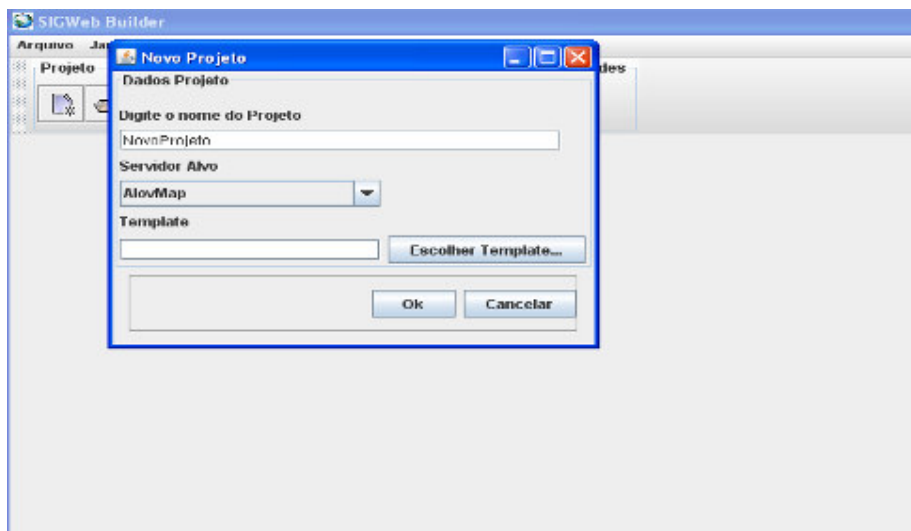 SIGWeb Builder
Arquivo
Projeto
Novo Projeto
Dados Projeto
Digite o nome do Projeto
NovoProjeto
Servidor Alvo
AlovMap
Template
Escolher Template...
Ok Cancelar